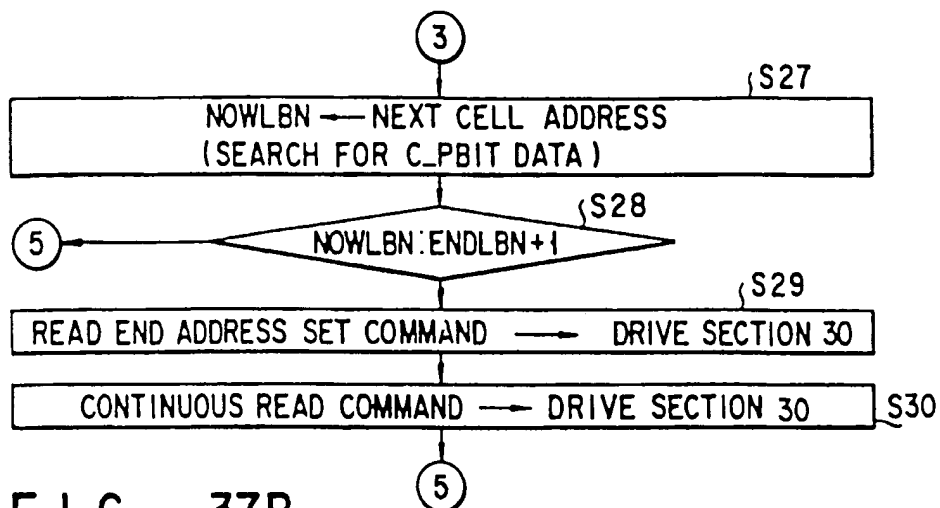 3
S27
NOWLBN ← NEXT CELL ADDRESS
(SEARCH FOR C_PBIT DATA)
S28
5
NOWLBN:ENDLBN+1
S29
READ END ADDRESS SET COMMAND → DRIVE SECTION 30
CONTINUOUS READ COMMAND → DRIVE SECTION 30
S30
5